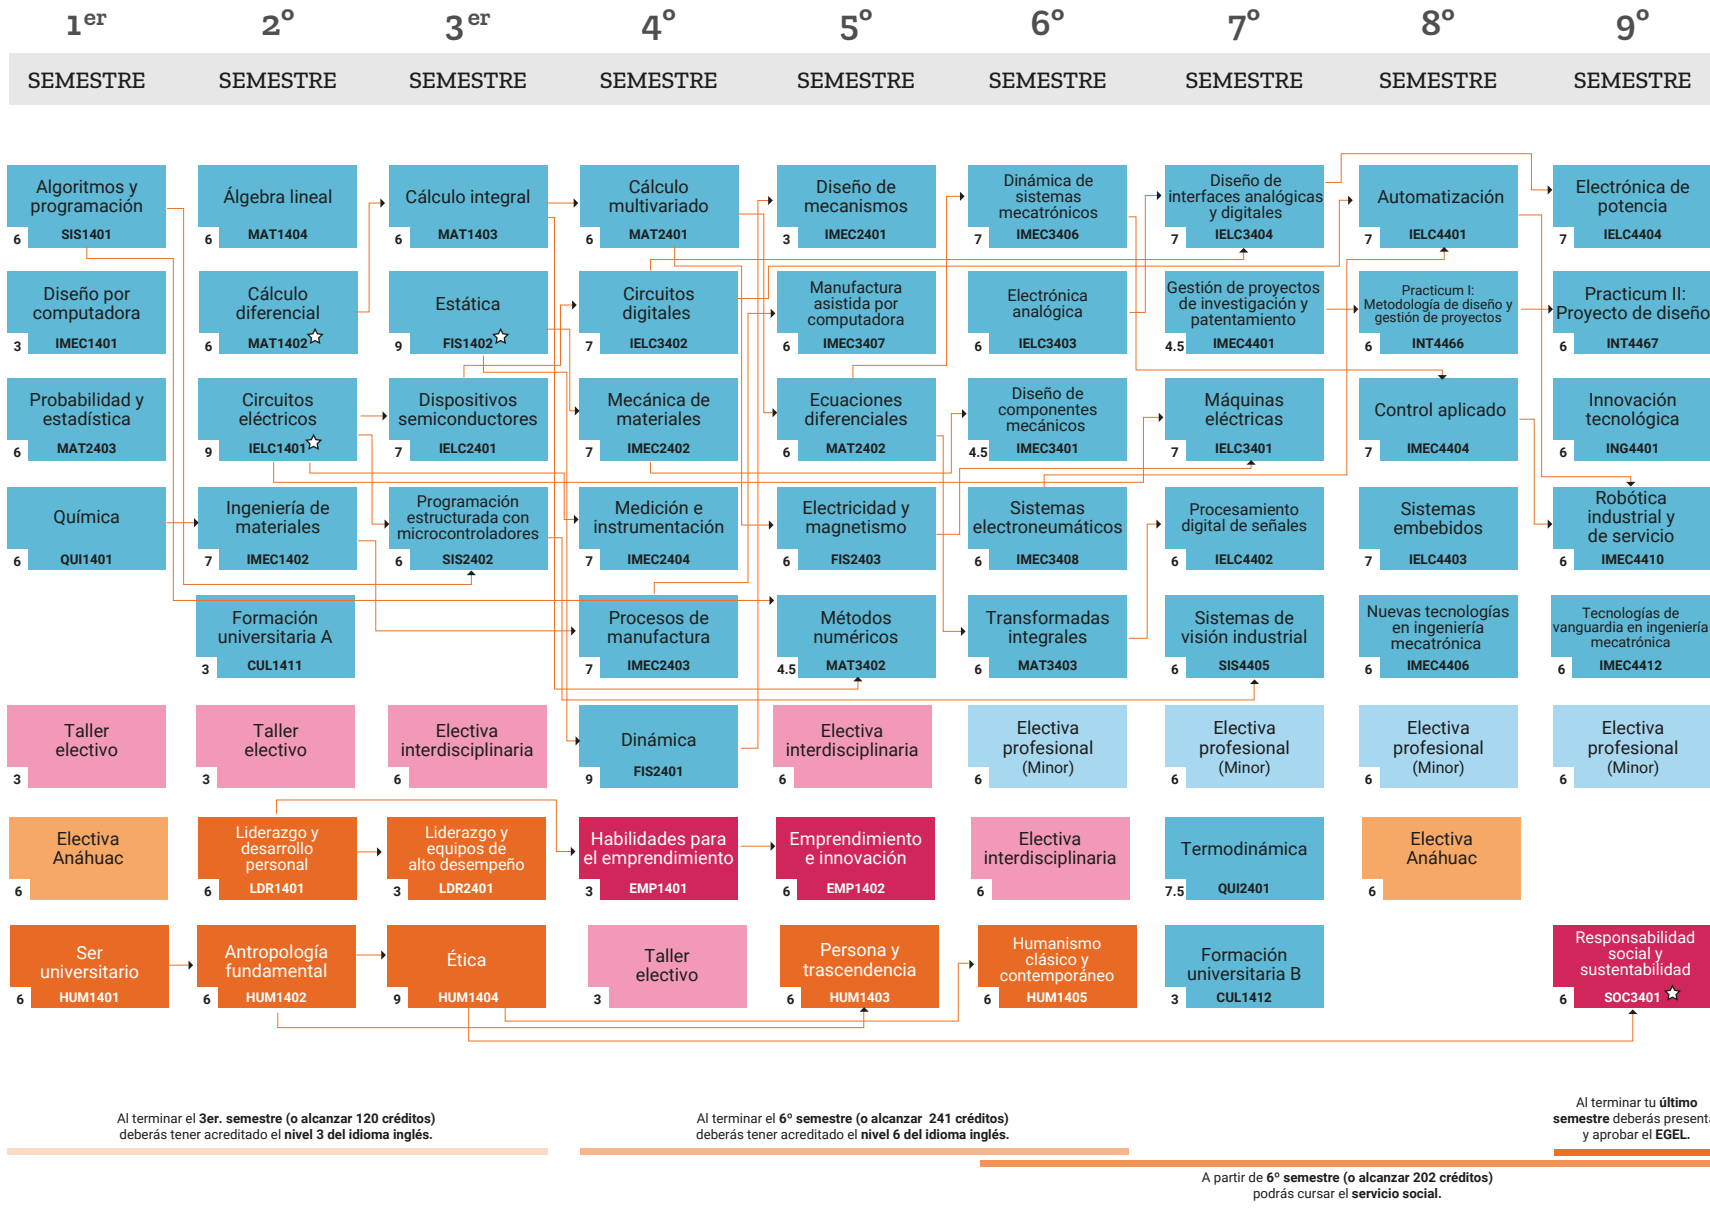 1er 2º 3er 4º 5º 6º 7º 8º 9º
SEMESTRE SEMESTRE SEMESTRE SEMESTRE SEMESTRE SEMESTRE SEMESTRE SEMESTRE SEMESTRE
Algoritmos y
programación
6 SIS1401
Álgebra lineal
6 MAT1404
Cálculo integral
6 MAT1403
Cálculo
multivariado
6 MAT2401
Diseño de
mecanismos
3 IMEC2401
Dinámica de
sistemas
mecatrónicos
7 IMEC3406
Diseño de
interfaces analógicas
y digitales
7 IELC3404
Automatización
7 IELC4401
Electrónica de
potencia
7 IELC4404
Diseño por
computadora
3 IMEC1401
Cálculo
diferencial
6 MAT1402
Estática
9 FIS1402
Circuitos
digitales
7 IELC3402
Manufactura
asistida por
computadora
6 IMEC3407
Electrónica
analógica
6 IELC3403
Gestión de proyectos
de investigación y
patentamiento
4.5 IMEC4401
Practicum I:
Metodología de diseño y
gestión de proyectos
6 INT4466
Practicum II:
Proyecto de diseño
6 INT4467
Probabilidad y
estadística
6 MAT2403
Circuitos
eléctricos
9 IELC1401
Dispositivos
semiconductores
7 IELC2401
Mecánica de
materiales
7 IMEC2402
Ecuaciones
diferenciales
6 MAT2402
Diseño de
componentes
mecánicos
4.5 IMEC3401
Máquinas
eléctricas
7 IELC3401
Control aplicado
7 IMEC4404
Innovación
tecnológica
6 ING4401
Química
6 QUI1401
Ingeniería de
materiales
7 IMEC1402
Programación
estructurada con
microcontroladores
6 SIS2402
Medición e
instrumentación
7 IMEC2404
Electricidad y
magnetismo
6 FIS2403
Sistemas
electroneumáticos
6 IMEC3408
Procesamiento
digital de señales
6 IELC4402
Sistemas
embebidos
7 IELC4403
Robótica
industrial y
de servicio
6 IMEC4410
Formación
universitaria A
3 CUL1411
Procesos de
manufactura
7 IMEC2403
Métodos
numéricos
4.5 MAT3402
Transformadas
integrales
6 MAT3403
Sistemas de
visión industrial
6 SIS4405
Nuevas tecnologías
en ingeniería
mecatrónica
6 IMEC4406
Tecnologías de
vanguardia en ingeniería
mecatrónica
6 IMEC4412
Taller
electivo
3
Taller
electivo
3
Electiva
interdisciplinaria
6
Dinámica
9 FIS2401
Electiva
interdisciplinaria
6
Electiva
profesional
(Minor)
6
Electiva
profesional
(Minor)
6
Electiva
profesional
(Minor)
6
Electiva
profesional
(Minor)
6
Electiva
Anáhuac
6
Liderazgo y
desarrollo
personal
6 LDR1401
Liderazgo y
equipos de
alto desempeño
3 LDR2401
Habilidades para
el emprendimiento
3 EMP1401
Emprendimiento
e innovación
6 EMP1402
Electiva
interdisciplinaria
6
Termodinámica
7.5 QUI2401
Electiva
Anáhuac
6
Ser
universitario
6 HUM1401
Antropología
fundamental
6 HUM1402
Ética
9 HUM1404
Taller
electivo
3
Persona y
trascendencia
6 HUM1403
Humanismo
clásico y
contemporáneo
6 HUM1405
Formación
universitaria B
3 CUL1412
Responsabilidad
social y
sustentabilidad
6 SOC3401
Al terminar el 3er. semestre (o alcanzar 120 créditos)
deberás tener acreditado el nivel 3 del idioma inglés.
Al terminar el 6º semestre (o alcanzar 241 créditos)
deberás tener acreditado el nivel 6 del idioma inglés.
Al terminar tu último
semestre deberás presenta
y aprobar el EGEL.
A partir de 6º semestre (o alcanzar 202 créditos)
podrás cursar el servicio social.